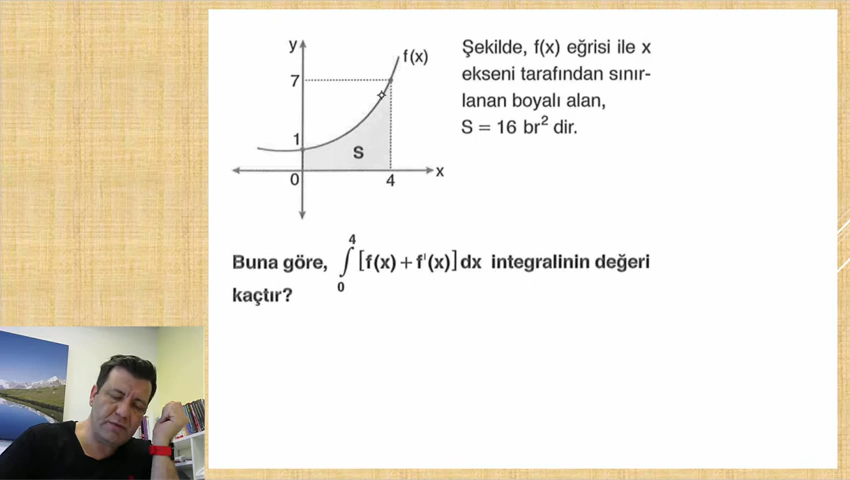 y
f(x)
7
1
S
0
4
x
Şekilde, f(x) eğrisi ile x
ekseni tarafından sınır-
lanan boyalı alan,
S = 16 br² dir.
Buna göre, ∫₀⁴ [f(x) + f'(x)] dx integralinin değeri
kaçtır?